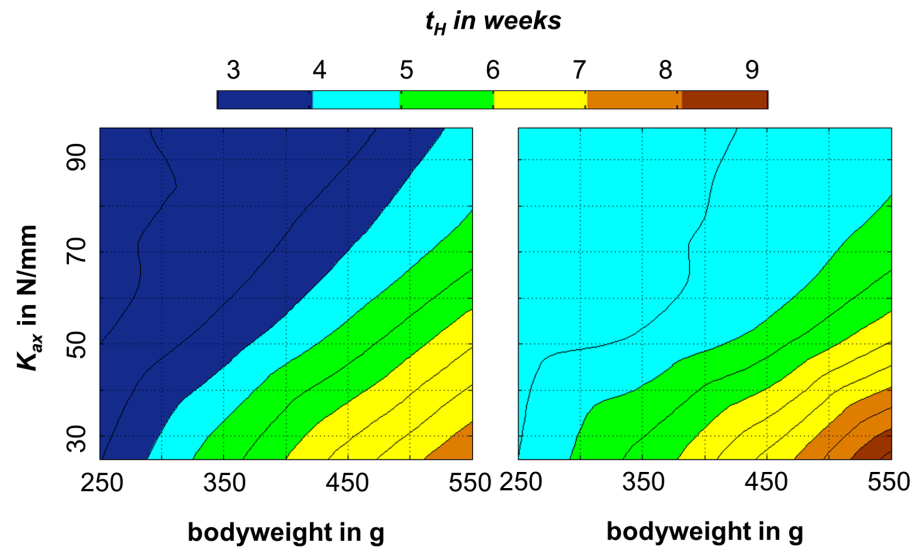 t_H in weeks
3 4 5 6 7 8 9
90
70
50
30
K_ax in N/mm
250 350 450 550 250 350 450 550
bodyweight in g bodyweight in g